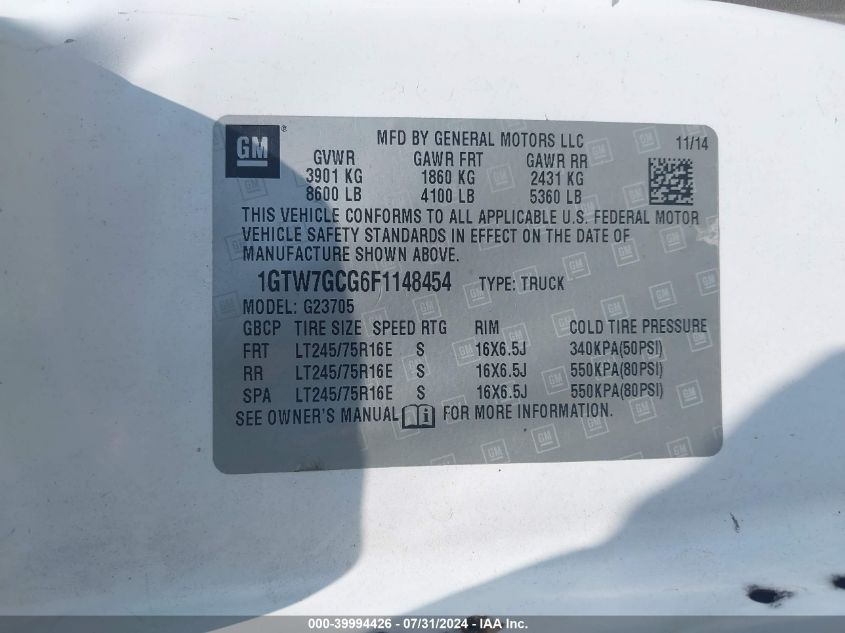 GM® MFD BY GENERAL MOTORS LLC 11/14
GVWR GAWR FRT GAWR RR
3901 KG 1860 KG 2431 KG
8600 LB 4100 LB 5360 LB
THIS VEHICLE CONFORMS TO ALL APPLICABLE U.S. FEDERAL MOTOR
VEHICLE SAFETY STANDARDS IN EFFECT ON THE DATE OF
MANUFACTURE SHOWN ABOVE.
1GTW7GCG6F1148454 TYPE: TRUCK
MODEL: G23705
GBCP TIRE SIZE SPEED RTG RIM COLD TIRE PRESSURE
FRT LT245/75R16E S 16X6.5J 340KPA(50PSI)
RR LT245/75R16E S 16X6.5J 550KPA(80PSI)
SPA LT245/75R16E S 16X6.5J 550KPA(80PSI)
SEE OWNER'S MANUAL FOR MORE INFORMATION.
000-39994426 - 07/31/2024 - IAA Inc.